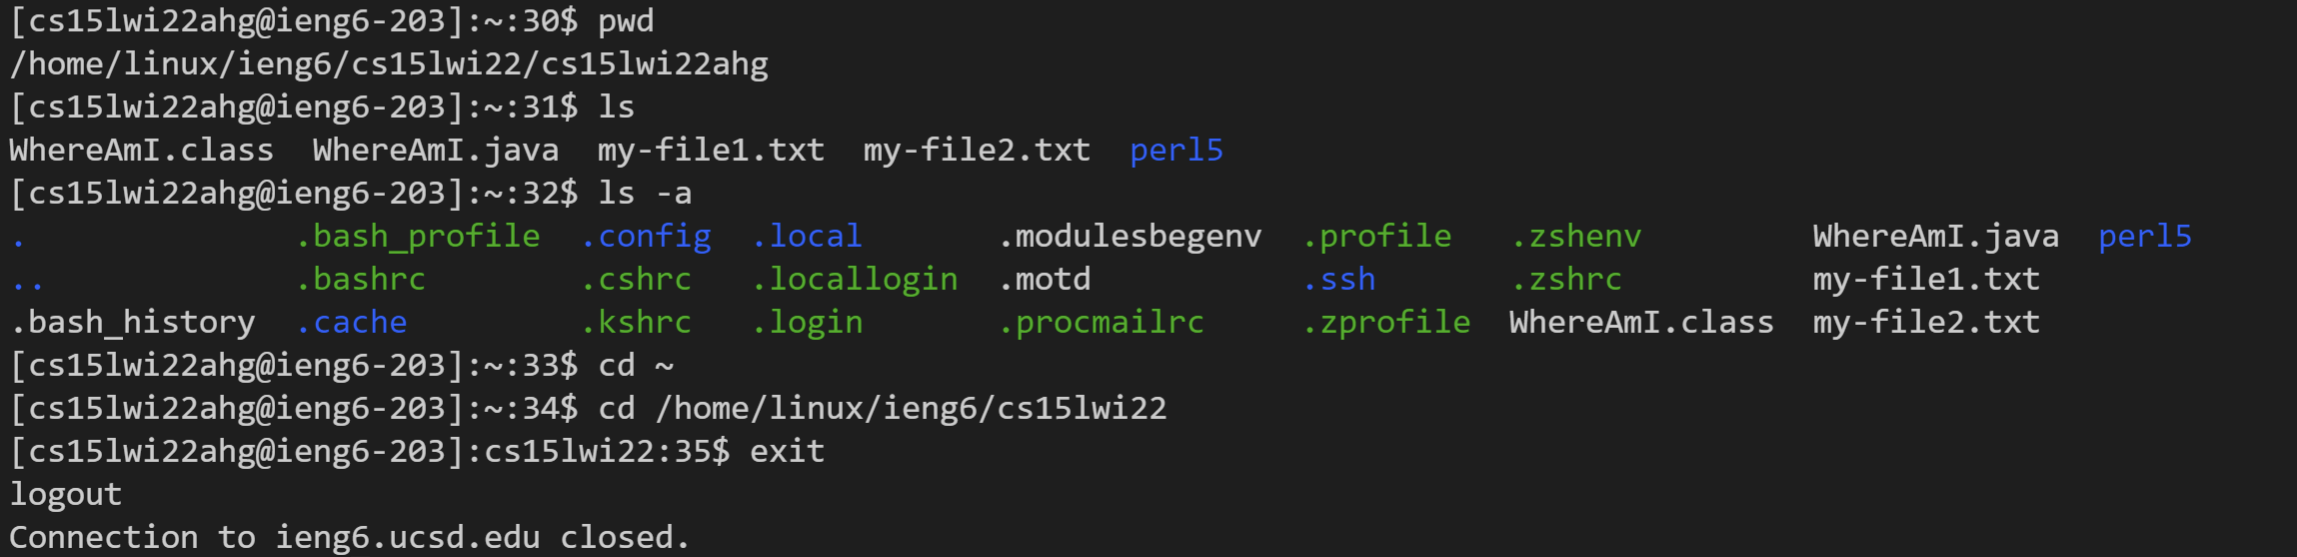 [cs15lwi22ahg@ieng6-203]:~:30$ pwd
/home/linux/ieng6/cs15lwi22/cs15lwi22ahg
[cs15lwi22ahg@ieng6-203]:~:31$ ls
WhereAmI.class  WhereAmI.java  my-file1.txt  my-file2.txt  perl5
[cs15lwi22ahg@ieng6-203]:~:32$ ls -a
.              .bash_profile  .config  .local       .modulesbegenv  .profile   .zshenv         WhereAmI.java  perl5
..             .bashrc        .cshrc   .locallogin  .motd           .ssh       .zshrc          my-file1.txt
.bash_history  .cache         .kshrc   .login       .procmailrc     .zprofile  WhereAmI.class  my-file2.txt
[cs15lwi22ahg@ieng6-203]:~:33$ cd ~
[cs15lwi22ahg@ieng6-203]:~:34$ cd /home/linux/ieng6/cs15lwi22
[cs15lwi22ahg@ieng6-203]:cs15lwi22:35$ exit
logout
Connection to ieng6.ucsd.edu closed.